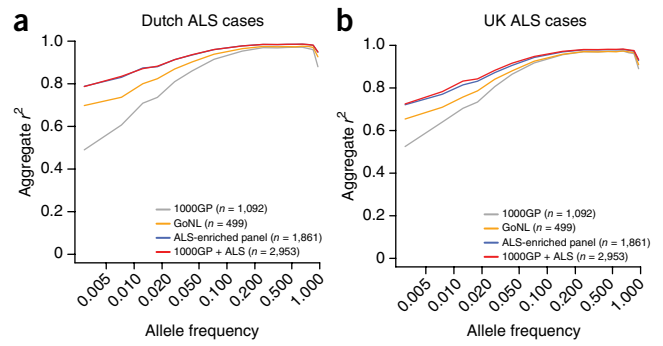 a
Dutch ALS cases
1.0
0.8
0.6
0.4
0.2
0
Aggregate r²
1000GP (n = 1,092)
GoNL (n = 499)
ALS-enriched panel (n = 1,861)
1000GP + ALS (n = 2,953)
0.005
0.010
0.020
0.050
0.100
0.200
0.500
1.000
Allele frequency
b
UK ALS cases
1.0
0.8
0.6
0.4
0.2
0
Aggregate r²
1000GP (n = 1,092)
GoNL (n = 499)
ALS-enriched panel (n = 1,861)
1000GP + ALS (n = 2,953)
0.005
0.010
0.020
0.050
0.100
0.200
0.500
1.000
Allele frequency